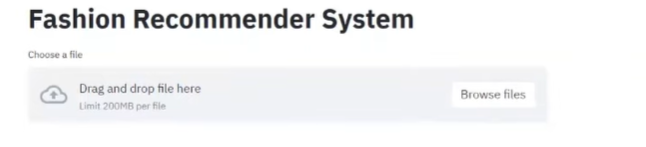 Fashion Recommender System
Choose a file
Drag and drop file here
Limit 200MB per file
Browse files